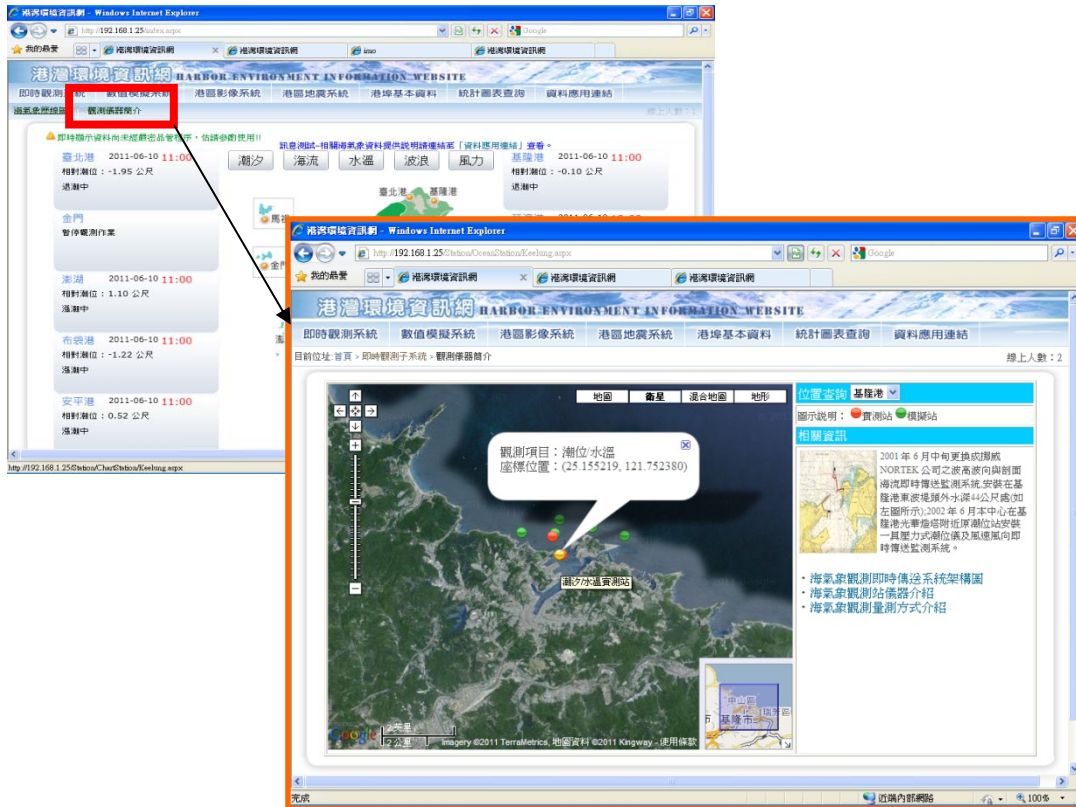 港灣環境資訊網 - Windows Internet Explorer
http://192.168.1.25/index.aspx
Google
我的最愛
港灣環境資訊網
港灣環境資訊網
imo
港灣環境資訊網
港灣環境資訊網 HARBOR ENVIRONMENT INFORMATION WEBSITE
即時觀測系統 數值模擬系統 港區影像系統 港區地震系統 港埠基本資料 統計圖表查詢 資料應用連結
觀測儀器簡介
線上人數：1
即時顯示資料尚未經嚴密品管程序，估請參酌使用!!
訊息測試-相關海氣象資料提供說明請連結至「資料應用連結」查看。
臺北港 2011-06-10 11:00
相對潮位：-1.95 公尺
退潮中
潮汐 海流 水溫 波浪 風力
基隆港 2011-06-10 11:00
相對潮位：-0.10 公尺
退潮中
臺北港 基隆港
金門
暫停觀測作業
馬祖
金門
澎湖 2011-06-10 11:00
相對潮位：1.10 公尺
漲潮中
布袋港 2011-06-10 11:00
相對潮位：-1.22 公尺
漲潮中
安平港 2011-06-10 11:00
相對潮位：0.52 公尺
漲潮中
http://192.168.1.25/Station/ChartStation/Keelung.aspx
港灣環境資訊網 - Windows Internet Explorer
http://192.168.1.25/Station/OceanStation/Keelung.aspx
Google
我的最愛
港灣環境資訊網
港灣環境資訊網
港灣環境資訊網 HARBOR ENVIRONMENT INFORMATION WEBSITE
即時觀測系統 數值模擬系統 港區影像系統 港區地震系統 港埠基本資料 統計圖表查詢 資料應用連結
目前位址:首頁 > 即時觀測子系統 > 觀測儀器簡介
線上人數：2
地圖 衛星 混合地圖 地形
觀測項目：潮位/水溫
座標位置：(25.155219, 121.752380)
潮汐/水溫實測站
位置查詢 基隆港
圖示說明： 實測站 模擬站
相關資訊
2001 年 6 月中旬更換成挪威
NORTEK 公司之波高波向與剖面
海流即時傳送監測系統,安裝在基
隆港東波堤頭外水深44公尺處(如
左圖所示);2002 年 6 月本中心在基
隆港光華燈塔附近原潮位站安裝
一具壓力式潮位儀及風速風向即
時傳送監測系統。
・海氣象觀測即時傳送系統架構圖
・海氣象觀測站儀器介紹
・海氣象觀測量測方式介紹
中山區
基隆市
瑞芳區
2 英里
2 公里
Google
Imagery ©2011 TerraMetrics, 地圖資料 ©2011 Kingway - 使用條款
完成
近端內部網路
100%